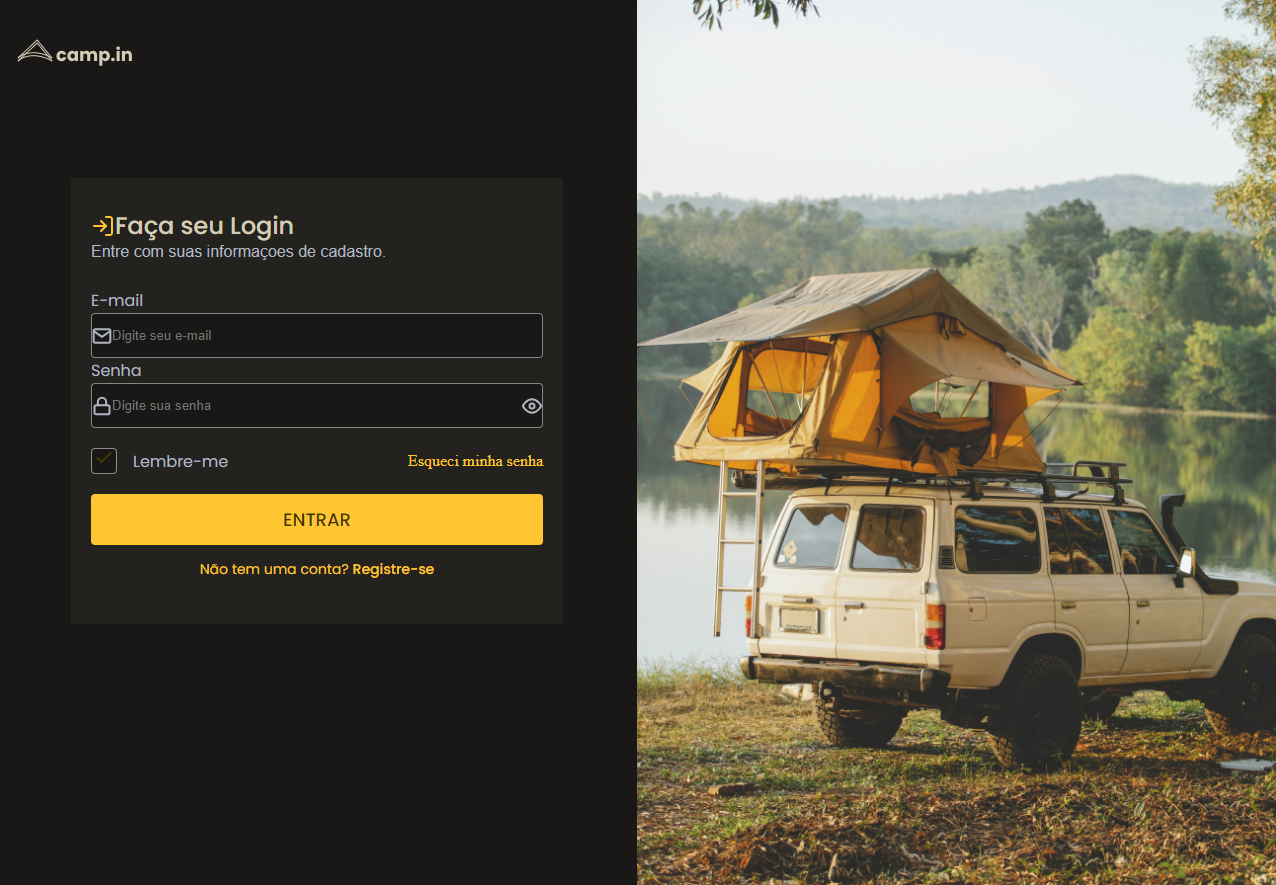 camp.in
Faça seu Login
Entre com suas informaçoes de cadastro.
E-mail
Digite seu e-mail
Senha
Digite sua senha
Lembre-me
Esqueci minha senha
ENTRAR
Não tem uma conta? Registre-se